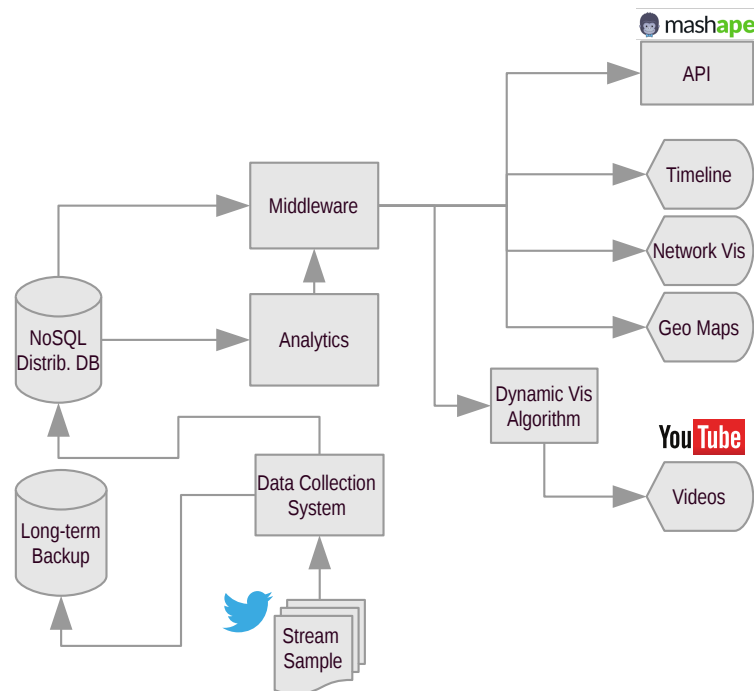 mashape
API
Timeline
Middleware
Network Vis
Geo Maps
NoSQL
Distrib. DB
Analytics
Dynamic Vis
Algorithm
YouTube
Data Collection
System
Videos
Long-term
Backup
Stream
Sample